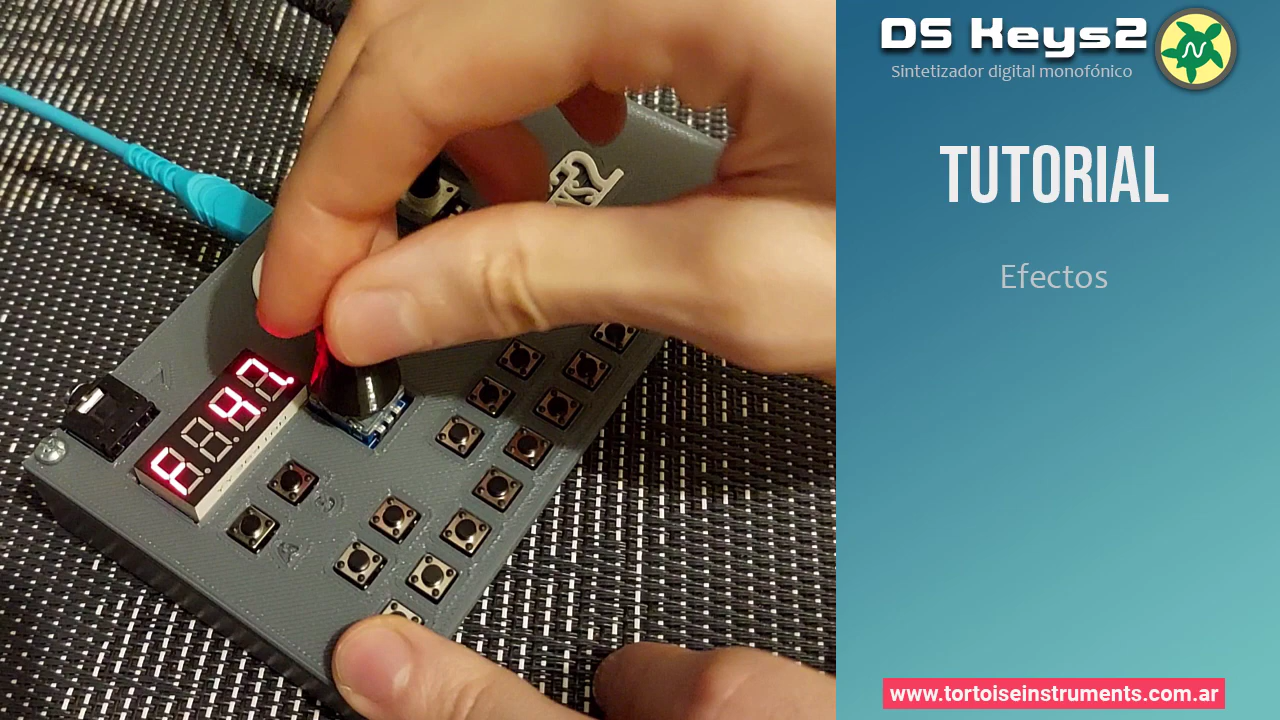 DS Keys2
Sintetizador digital monofónico
N
TUTORIAL
Efectos
www.tortoiseinstruments.com.ar